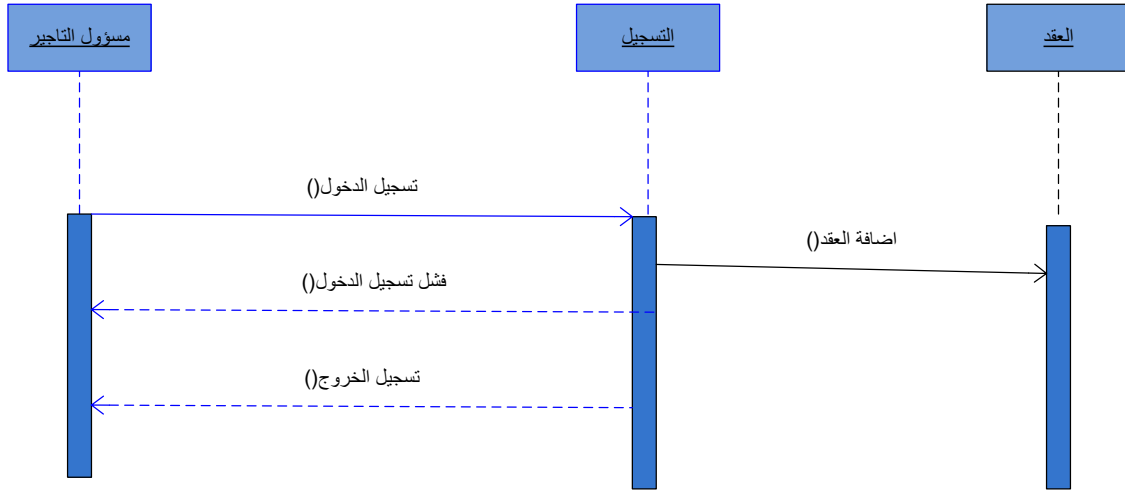 مسؤول التاجير
التسجيل
العقد
تسجيل الدخول()
اضافة العقد()
فشل تسجيل الدخول()
تسجيل الخروج()